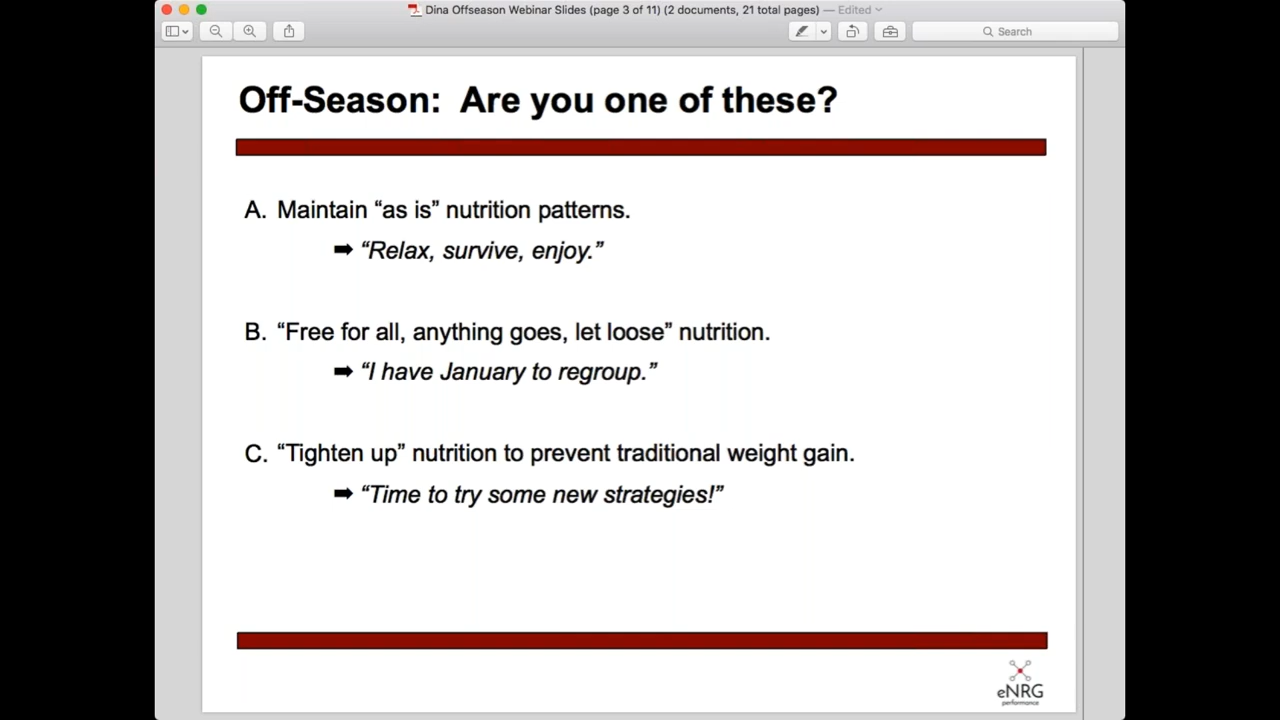 Dina Offseason Webinar Slides (page 3 of 11) (2 documents, 21 total pages) — Edited
Search
Off-Season: Are you one of these?
A. Maintain “as is” nutrition patterns.
➡ “Relax, survive, enjoy.”
B. “Free for all, anything goes, let loose” nutrition.
➡ “I have January to regroup.”
C. “Tighten up” nutrition to prevent traditional weight gain.
➡ “Time to try some new strategies!”
eNRG
performance